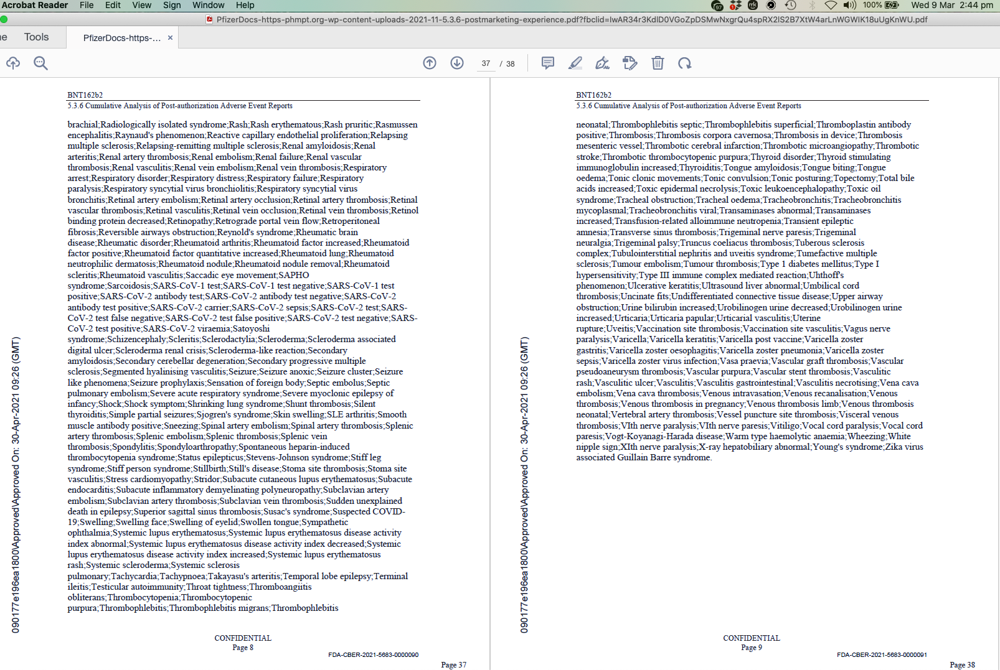 Acrobat Reader File Edit View Sign Window Help 97 1 mk 100% Wed 9 Mar 2:44 pm
PfizerDocs-https-phmpt.org-wp-content-uploads-2021-11-5.3.6-postmarketing-experience.pdf?fbclid=IwAR34r3KdlD0VGoZpDSMwNxgrQu4spRX2lS2B7XtW4arLnWGWlK18uUgKnWU.pdf
e Tools PfizerDocs-https-... ×
37 / 38
BNT162b2
5.3.6 Cumulative Analysis of Post-authorization Adverse Event Reports
brachial;Radiologically isolated syndrome;Rash;Rash erythematous;Rash pruritic;Rasmussen
encephalitis;Raynaud's phenomenon;Reactive capillary endothelial proliferation;Relapsing
multiple sclerosis;Relapsing-remitting multiple sclerosis;Renal amyloidosis;Renal
arteritis;Renal artery thrombosis;Renal embolism;Renal failure;Renal vascular
thrombosis;Renal vasculitis;Renal vein embolism;Renal vein thrombosis;Respiratory
arrest;Respiratory disorder;Respiratory distress;Respiratory failure;Respiratory
paralysis;Respiratory syncytial virus bronchiolitis;Respiratory syncytial virus
bronchitis;Retinal artery embolism;Retinal artery occlusion;Retinal artery thrombosis;Retinal
vascular thrombosis;Retinal vasculitis;Retinal vein occlusion;Retinal vein thrombosis;Retinol
binding protein decreased;Retinopathy;Retrograde portal vein flow;Retroperitoneal
fibrosis;Reversible airways obstruction;Reynold's syndrome;Rheumatic brain
disease;Rheumatic disorder;Rheumatoid arthritis;Rheumatoid factor increased;Rheumatoid
factor positive;Rheumatoid factor quantitative increased;Rheumatoid lung;Rheumatoid
neutrophilic dermatosis;Rheumatoid nodule;Rheumatoid nodule removal;Rheumatoid
scleritis;Rheumatoid vasculitis;Saccadic eye movement;SAPHO
syndrome;Sarcoidosis;SARS-CoV-1 test;SARS-CoV-1 test negative;SARS-CoV-1 test
positive;SARS-CoV-2 antibody test;SARS-CoV-2 antibody test negative;SARS-CoV-2
antibody test positive;SARS-CoV-2 carrier;SARS-CoV-2 sepsis;SARS-CoV-2 test;SARS-
CoV-2 test false negative;SARS-CoV-2 test false positive;SARS-CoV-2 test negative;SARS-
CoV-2 test positive;SARS-CoV-2 viraemia;Satoyoshi
syndrome;Schizencephaly;Scleritis;Sclerodactylia;Scleroderma;Scleroderma associated
digital ulcer;Scleroderma renal crisis;Scleroderma-like reaction;Secondary
amyloidosis;Secondary cerebellar degeneration;Secondary progressive multiple
sclerosis;Segmented hyalinising vasculitis;Seizure;Seizure anoxic;Seizure cluster;Seizure
like phenomena;Seizure prophylaxis;Sensation of foreign body;Septic embolus;Septic
pulmonary embolism;Severe acute respiratory syndrome;Severe myoclonic epilepsy of
infancy;Shock;Shock symptom;Shrinking lung syndrome;Shunt thrombosis;Silent
thyroiditis;Simple partial seizures;Sjogren's syndrome;Skin swelling;SLE arthritis;Smooth
muscle antibody positive;Sneezing;Spinal artery embolism;Spinal artery thrombosis;Splenic
artery thrombosis;Splenic embolism;Splenic thrombosis;Splenic vein
thrombosis;Spondylitis;Spondyloarthropathy;Spontaneous heparin-induced
thrombocytopenia syndrome;Status epilepticus;Stevens-Johnson syndrome;Stiff leg
syndrome;Stiff person syndrome;Stillbirth;Still's disease;Stoma site thrombosis;Stoma site
vasculitis;Stress cardiomyopathy;Stridor;Subacute cutaneous lupus erythematosus;Subacute
endocarditis;Subacute inflammatory demyelinating polyneuropathy;Subclavian artery
embolism;Subclavian artery thrombosis;Subclavian vein thrombosis;Sudden unexplained
death in epilepsy;Superior sagittal sinus thrombosis;Susac's syndrome;Suspected COVID-
19;Swelling;Swelling face;Swelling of eyelid;Swollen tongue;Sympathetic
ophthalmia;Systemic lupus erythematosus;Systemic lupus erythematosus disease activity
index abnormal;Systemic lupus erythematosus disease activity index decreased;Systemic
lupus erythematosus disease activity index increased;Systemic lupus erythematosus
rash;Systemic scleroderma;Systemic sclerosis
pulmonary;Tachycardia;Tachypnoea;Takayasu's arteritis;Temporal lobe epilepsy;Terminal
ileitis;Testicular autoimmunity;Throat tightness;Thromboangiitis
obliterans;Thrombocytopenia;Thrombocytopenic
purpura;Thrombophlebitis;Thrombophlebitis migrans;Thrombophlebitis
090177e196ea1800\Approved\Approved On: 30-Apr-2021 09:26 (GMT)
CONFIDENTIAL
Page 8
FDA-CBER-2021-5683-0000090
Page 37
BNT162b2
5.3.6 Cumulative Analysis of Post-authorization Adverse Event Reports
neonatal;Thrombophlebitis septic;Thrombophlebitis superficial;Thromboplastin antibody
positive;Thrombosis;Thrombosis corpora cavernosa;Thrombosis in device;Thrombosis
mesenteric vessel;Thrombotic cerebral infarction;Thrombotic microangiopathy;Thrombotic
stroke;Thrombotic thrombocytopenic purpura;Thyroid disorder;Thyroid stimulating
immunoglobulin increased;Thyroiditis;Tongue amyloidosis;Tongue biting;Tongue
oedema;Tonic clonic movements;Tonic convulsion;Tonic posturing;Topectomy;Total bile
acids increased;Toxic epidermal necrolysis;Toxic leukoencephalopathy;Toxic oil
syndrome;Tracheal obstruction;Tracheal oedema;Tracheobronchitis;Tracheobronchitis
mycoplasmal;Tracheobronchitis viral;Transaminases abnormal;Transaminases
increased;Transfusion-related alloimmune neutropenia;Transient epileptic
amnesia;Transverse sinus thrombosis;Trigeminal nerve paresis;Trigeminal
neuralgia;Trigeminal palsy;Truncus coeliacus thrombosis;Tuberous sclerosis
complex;Tubulointerstitial nephritis and uveitis syndrome;Tumefactive multiple
sclerosis;Tumour embolism;Tumour thrombosis;Type 1 diabetes mellitus;Type I
hypersensitivity;Type III immune complex mediated reaction;Uhthoff's
phenomenon;Ulcerative keratitis;Ultrasound liver abnormal;Umbilical cord
thrombosis;Uncinate fits;Undifferentiated connective tissue disease;Upper airway
obstruction;Urine bilirubin increased;Urobilinogen urine decreased;Urobilinogen urine
increased;Urticaria;Urticaria papular;Urticarial vasculitis;Uterine
rupture;Uveitis;Vaccination site thrombosis;Vaccination site vasculitis;Vagus nerve
paralysis;Varicella;Varicella keratitis;Varicella post vaccine;Varicella zoster
gastritis;Varicella zoster oesophagitis;Varicella zoster pneumonia;Varicella zoster
sepsis;Varicella zoster virus infection;Vasa praevia;Vascular graft thrombosis;Vascular
pseudoaneurysm thrombosis;Vascular purpura;Vascular stent thrombosis;Vasculitic
rash;Vasculitic ulcer;Vasculitis;Vasculitis gastrointestinal;Vasculitis necrotising;Vena cava
embolism;Vena cava thrombosis;Venous intravasation;Venous recanalisation;Venous
thrombosis;Venous thrombosis in pregnancy;Venous thrombosis limb;Venous thrombosis
neonatal;Vertebral artery thrombosis;Vessel puncture site thrombosis;Visceral venous
thrombosis;VIth nerve paralysis;VIth nerve paresis;Vitiligo;Vocal cord paralysis;Vocal cord
paresis;Vogt-Koyanagi-Harada disease;Warm type haemolytic anaemia;Wheezing;White
nipple sign;XIth nerve paralysis;X-ray hepatobiliary abnormal;Young's syndrome;Zika virus
associated Guillain Barre syndrome.
090177e196ea1800\Approved\Approved On: 30-Apr-2021 09:26 (GMT)
CONFIDENTIAL
Page 9
FDA-CBER-2021-5683-0000091
Page 38